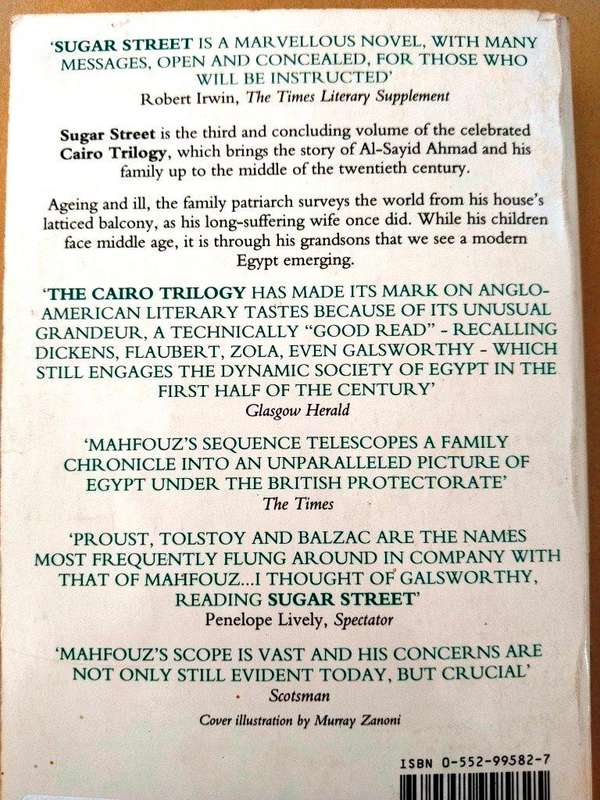 ‘SUGAR STREET IS A MARVELLOUS NOVEL, WITH MANY
MESSAGES, OPEN AND CONCEALED, FOR THOSE WHO
WILL BE INSTRUCTED’
Robert Irwin, The Times Literary Supplement
Sugar Street is the third and concluding volume of the celebrated
Cairo Trilogy, which brings the story of Al-Sayid Ahmad and his
family up to the middle of the twentieth century.
Ageing and ill, the family patriarch surveys the world from his house’s
latticed balcony, as his long-suffering wife once did. While his children
face middle age, it is through his grandsons that we see a modern
Egypt emerging.
‘THE CAIRO TRILOGY HAS MADE ITS MARK ON ANGLO-
AMERICAN LITERARY TASTES BECAUSE OF ITS UNUSUAL
GRANDEUR, A TECHNICALLY “GOOD READ” - RECALLING
DICKENS, FLAUBERT, ZOLA, EVEN GALSWORTHY - WHICH
STILL ENGAGES THE DYNAMIC SOCIETY OF EGYPT IN THE
FIRST HALF OF THE CENTURY’
Glasgow Herald
‘MAHFOUZ’S SEQUENCE TELESCOPES A FAMILY
CHRONICLE INTO AN UNPARALLELED PICTURE OF
EGYPT UNDER THE BRITISH PROTECTORATE’
The Times
‘PROUST, TOLSTOY AND BALZAC ARE THE NAMES
MOST FREQUENTLY FLUNG AROUND IN COMPANY WITH
THAT OF MAHFOUZ...I THOUGHT OF GALSWORTHY,
READING SUGAR STREET’
Penelope Lively, Spectator
‘MAHFOUZ’S SCOPE IS VAST AND HIS CONCERNS ARE
NOT ONLY STILL EVIDENT TODAY, BUT CRUCIAL’
Scotsman
Cover illustration by Murray Zanoni
ISBN 0-552-99582-7